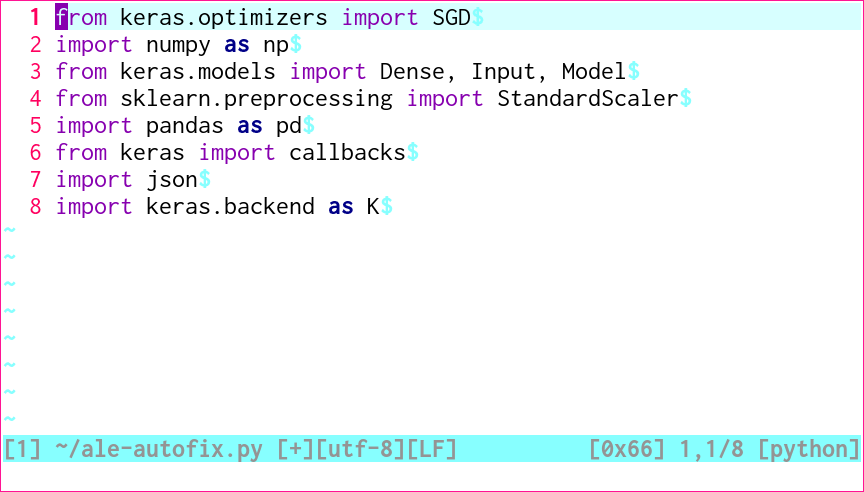 1 from keras.optimizers import SGD$
2 import numpy as np$
3 from keras.models import Dense, Input, Model$
4 from sklearn.preprocessing import StandardScaler$
5 import pandas as pd$
6 from keras import callbacks$
7 import json$
8 import keras.backend as K$
~
~
~
~
~
~
~
~
[1] ~/ale-autofix.py [+][utf-8][LF] [0x66] 1,1/8 [python]